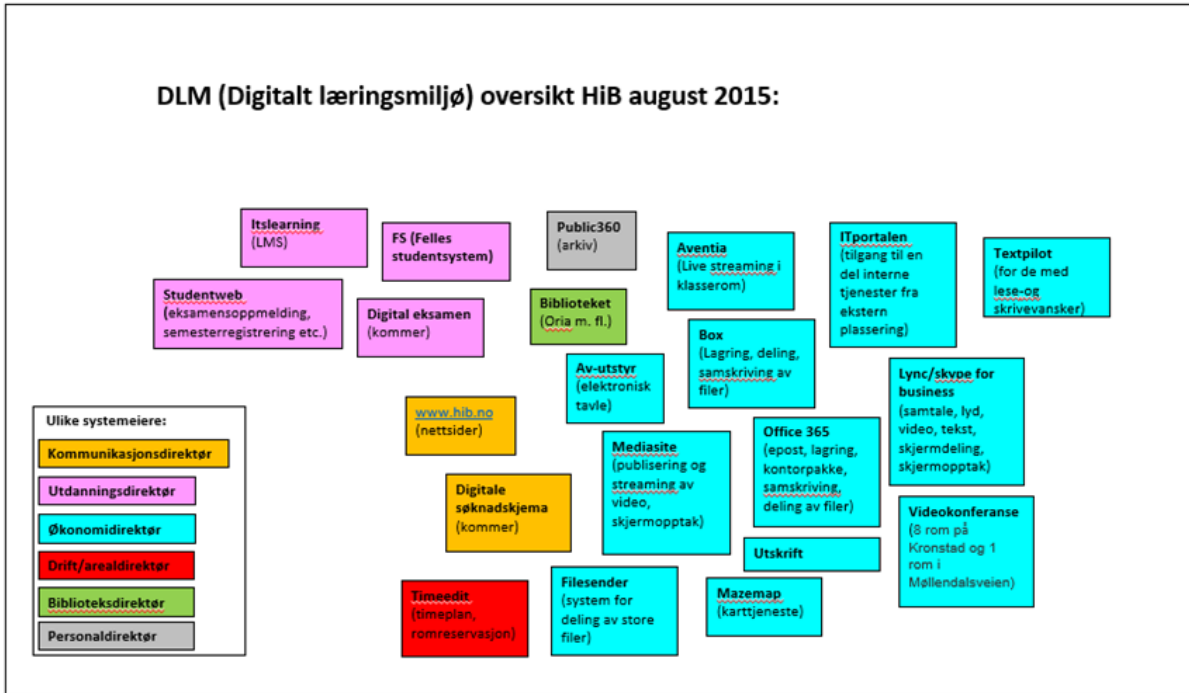 DLM (Digitalt læringsmiljø) oversikt HiB august 2015:
Itslearning
(LMS)
FS (Felles
studentsystem)
Public360
(arkiv)
Aventia
(Live streaming i
klasserom)
ITportalen
(tilgang til en
del interne
tjenester fra
ekstern
plassering)
Textpilot
(for de med
lese-og
skrivevansker)
Studentweb
(eksamensoppmelding,
semesterregistrering etc.)
Digital eksamen
(kommer)
Biblioteket
(Oria m. fl.)
Box
(Lagring, deling,
samskriving av
filer)
Av-utstyr
(elektronisk
tavle)
Lync/skype for
business
(samtale, lyd,
video, tekst,
skjermdeling,
skjermopptak)
www.hib.no
(nettsider)
Mediasite
(publisering og
streaming av
video,
skjermopptak)
Office 365
(epost, lagring,
kontorpakke,
samskriving,
deling av filer)
Digitale
søknadskjema
(kommer)
Videokonferanse
(8 rom på
Kronstad og 1
rom i
Møllendalsveien)
Utskrift
Timeedit
(timeplan,
romreservasjon)
Filesender
(system for
deling av store
filer)
Mazemap
(karttjeneste)
Ulike systemeiere:
Kommunikasjonsdirektør
Utdanningsdirektør
Økonomidirektør
Drift/arealdirektør
Biblioteksdirektør
Personaldirektør